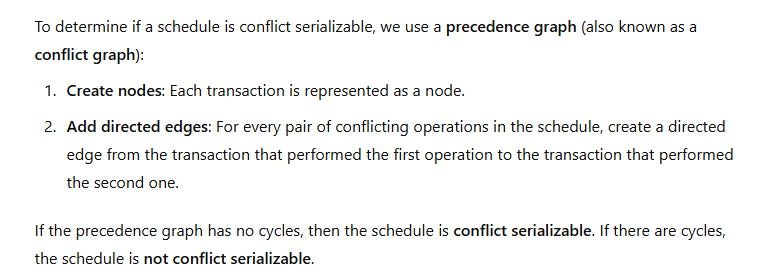 To determine if a schedule is conflict serializable, we use a precedence graph (also known as a
conflict graph):
1. Create nodes: Each transaction is represented as a node.
2. Add directed edges: For every pair of conflicting operations in the schedule, create a directed
edge from the transaction that performed the first operation to the transaction that performed
the second one.
If the precedence graph has no cycles, then the schedule is conflict serializable. If there are cycles,
the schedule is not conflict serializable.